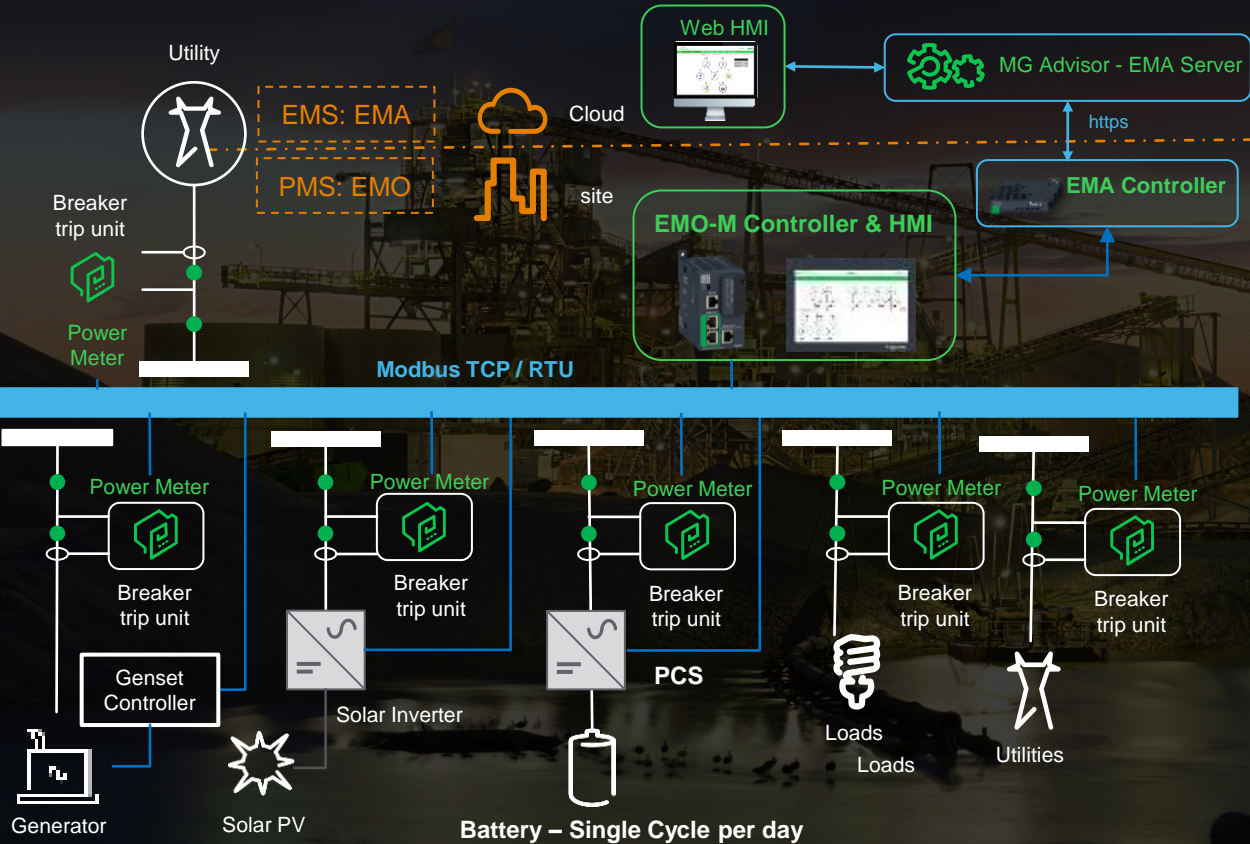 Utility
EMS: EMA
Cloud
Web HMI
MG Advisor - EMA Server
https
PMS: EMO
site
EMA Controller
Breaker
trip unit
EMO-M Controller & HMI
Power
Meter
Modbus TCP / RTU
Power Meter
Breaker
trip unit
Power Meter
Breaker
trip unit
Power Meter
Breaker
trip unit
Power Meter
Breaker
trip unit
Power Meter
Breaker
trip unit
Genset
Controller
Solar Inverter
PCS
Loads
Loads
Utilities
Generator
Solar PV
Battery – Single Cycle per day